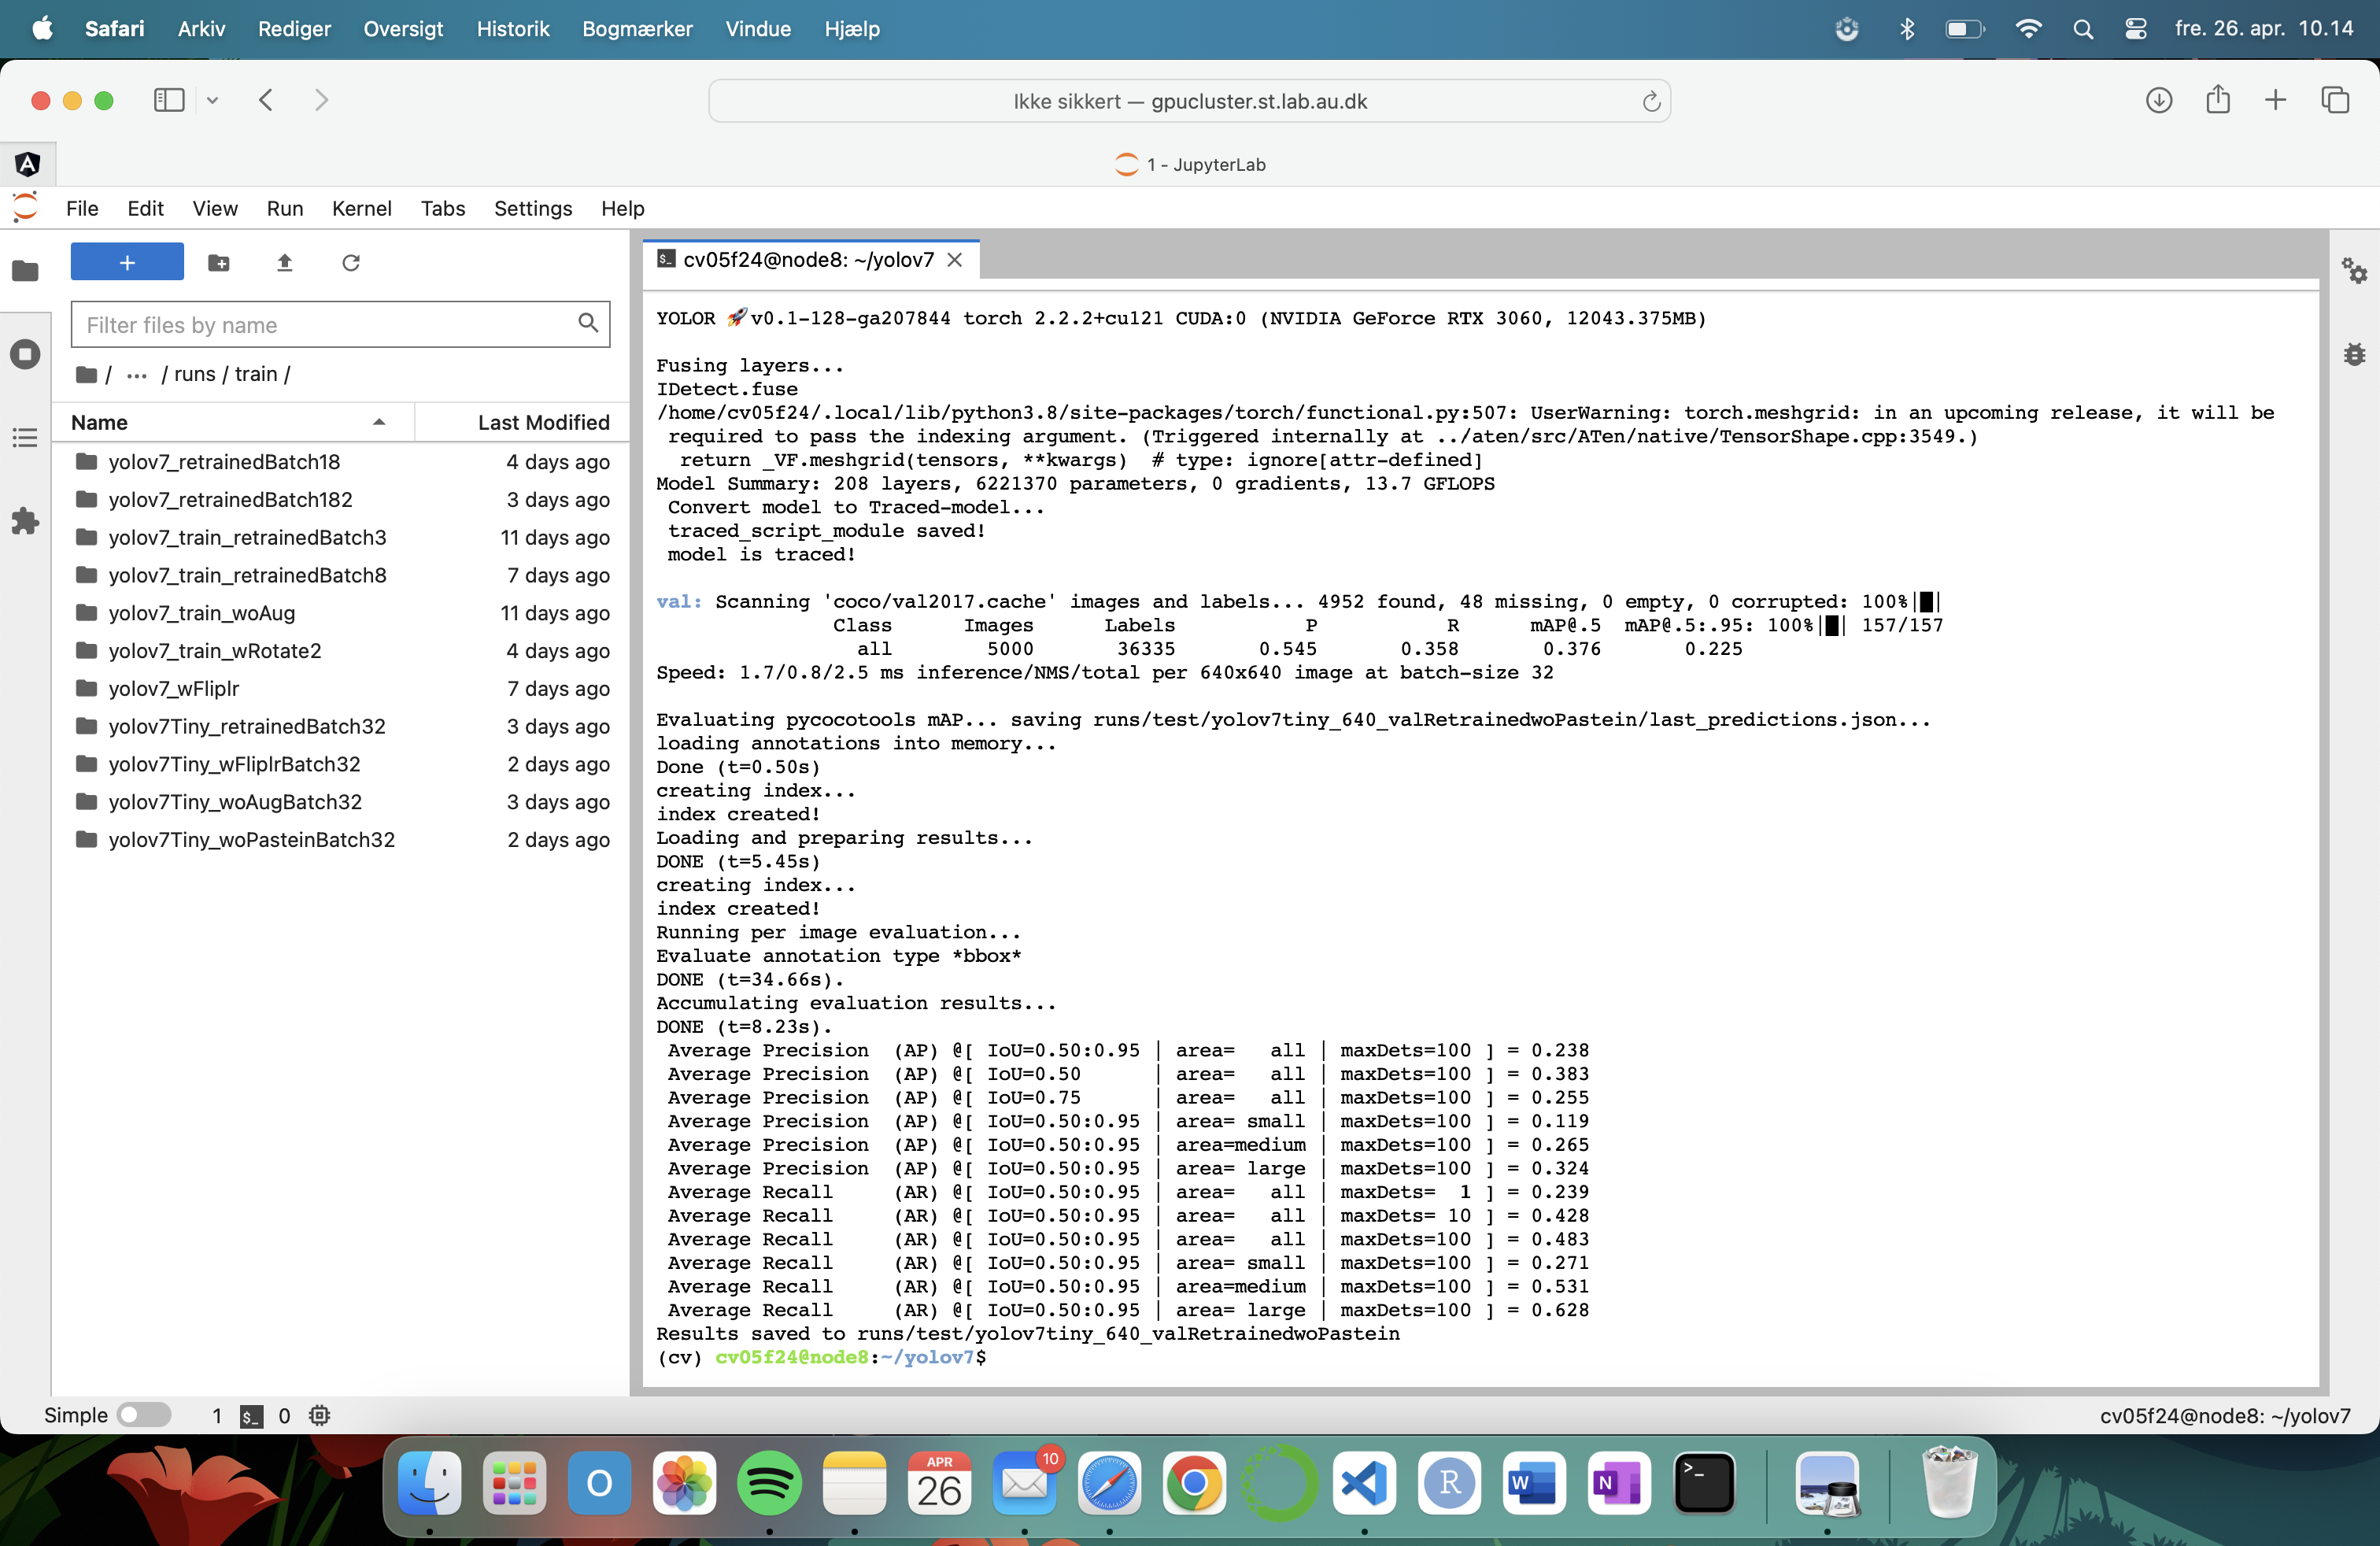 Safari Arkiv Rediger Oversigt Historik Bogmærker Vindue Hjælp fre. 26. apr. 10.14
Ikke sikkert — gpucluster.st.lab.au.dk
1 - JupyterLab
File Edit View Run Kernel Tabs Settings Help
+
Filter files by name
/ ... / runs / train /
Name Last Modified
yolov7_retrainedBatch18 4 days ago
yolov7_retrainedBatch182 3 days ago
yolov7_train_retrainedBatch3 11 days ago
yolov7_train_retrainedBatch8 7 days ago
yolov7_train_woAug 11 days ago
yolov7_train_wRotate2 4 days ago
yolov7_wFliplr 7 days ago
yolov7Tiny_retrainedBatch32 3 days ago
yolov7Tiny_wFliplrBatch32 2 days ago
yolov7Tiny_woAugBatch32 3 days ago
yolov7Tiny_woPasteinBatch32 2 days ago
cv05f24@node8: ~/yolov7
YOLOR 🚀 v0.1-128-ga207844 torch 2.2.2+cu121 CUDA:0 (NVIDIA GeForce RTX 3060, 12043.375MB)
Fusing layers...
IDetect.fuse
/home/cv05f24/.local/lib/python3.8/site-packages/torch/functional.py:507: UserWarning: torch.meshgrid: in an upcoming release, it will be
required to pass the indexing argument. (Triggered internally at ../aten/src/ATen/native/TensorShape.cpp:3549.)
return _VF.meshgrid(tensors, **kwargs)  # type: ignore[attr-defined]
Model Summary: 208 layers, 6221370 parameters, 0 gradients, 13.7 GFLOPS
Convert model to Traced-model...
traced_script_module saved!
model is traced!
val: Scanning 'coco/val2017.cache' images and labels... 4952 found, 48 missing, 0 empty, 0 corrupted: 100%|█|
Class Images Labels P R mAP@.5 mAP@.5:.95: 100%|█| 157/157
all 5000 36335 0.545 0.358 0.376 0.225
Speed: 1.7/0.8/2.5 ms inference/NMS/total per 640x640 image at batch-size 32
Evaluating pycocotools mAP... saving runs/test/yolov7tiny_640_valRetrainedwoPastein/last_predictions.json...
loading annotations into memory...
Done (t=0.50s)
creating index...
index created!
Loading and preparing results...
DONE (t=5.45s)
creating index...
index created!
Running per image evaluation...
Evaluate annotation type *bbox*
DONE (t=34.66s).
Accumulating evaluation results...
DONE (t=8.23s).
Average Precision  (AP) @[ IoU=0.50:0.95 | area=   all | maxDets=100 ] = 0.238
Average Precision  (AP) @[ IoU=0.50      | area=   all | maxDets=100 ] = 0.383
Average Precision  (AP) @[ IoU=0.75      | area=   all | maxDets=100 ] = 0.255
Average Precision  (AP) @[ IoU=0.50:0.95 | area= small | maxDets=100 ] = 0.119
Average Precision  (AP) @[ IoU=0.50:0.95 | area=medium | maxDets=100 ] = 0.265
Average Precision  (AP) @[ IoU=0.50:0.95 | area= large | maxDets=100 ] = 0.324
Average Recall     (AR) @[ IoU=0.50:0.95 | area=   all | maxDets=  1 ] = 0.239
Average Recall     (AR) @[ IoU=0.50:0.95 | area=   all | maxDets= 10 ] = 0.428
Average Recall     (AR) @[ IoU=0.50:0.95 | area=   all | maxDets=100 ] = 0.483
Average Recall     (AR) @[ IoU=0.50:0.95 | area= small | maxDets=100 ] = 0.271
Average Recall     (AR) @[ IoU=0.50:0.95 | area=medium | maxDets=100 ] = 0.531
Average Recall     (AR) @[ IoU=0.50:0.95 | area= large | maxDets=100 ] = 0.628
Results saved to runs/test/yolov7tiny_640_valRetrainedwoPastein
(cv) cv05f24@node8:~/yolov7$
Simple 1 $_ 0 cv05f24@node8: ~/yolov7
O APR 26 10 R W N >_